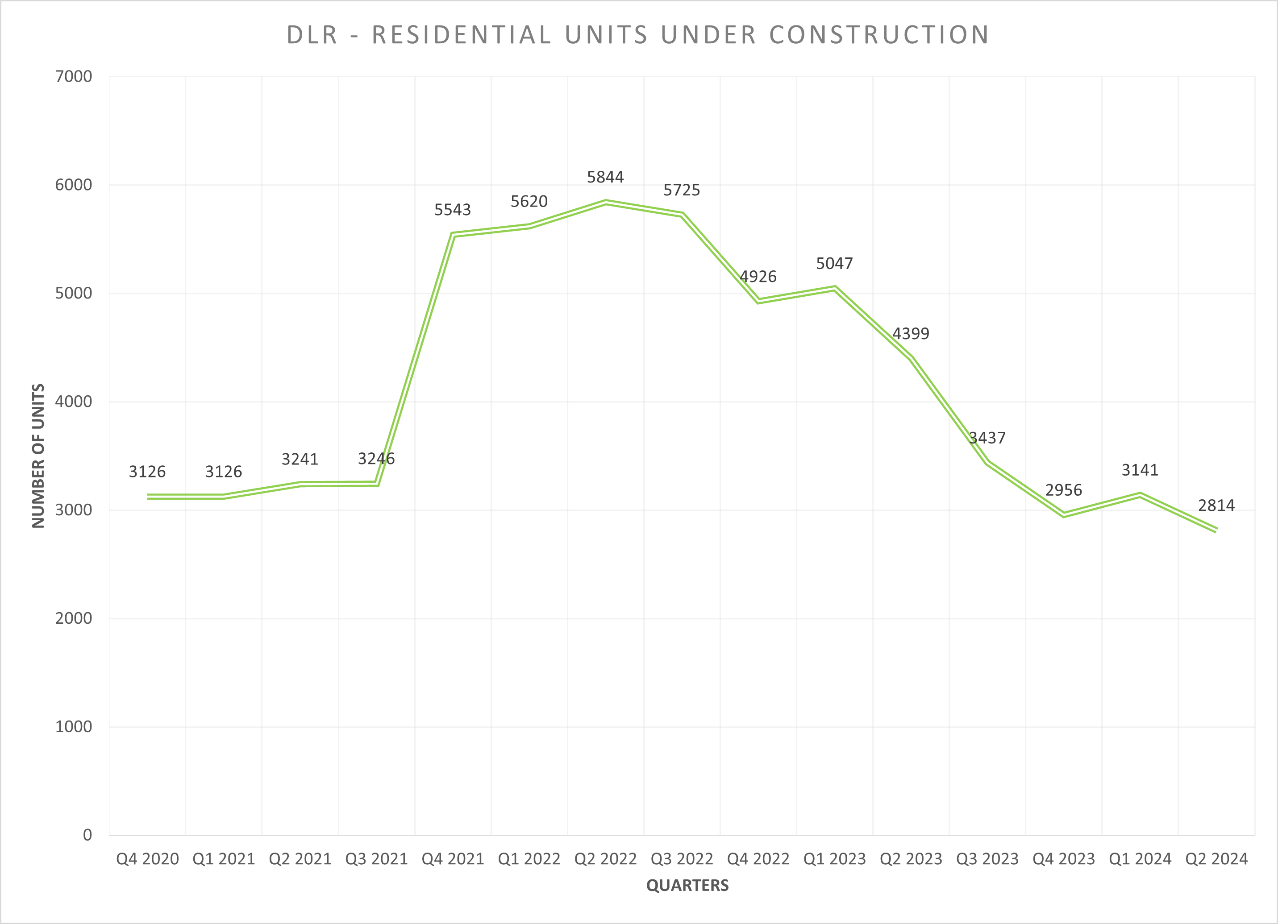 DLR - RESIDENTIAL UNITS UNDER CONSTRUCTION
7000
6000
5000
4000
3000
2000
1000
0
NUMBER OF UNITS
3126
3126
3241
3246
5543
5620
5844
5725
4926
5047
4399
3437
2956
3141
2814
Q4 2020
Q1 2021
Q2 2021
Q3 2021
Q4 2021
Q1 2022
Q2 2022
Q3 2022
Q4 2022
Q1 2023
Q2 2023
Q3 2023
Q4 2023
Q1 2024
Q2 2024
QUARTERS